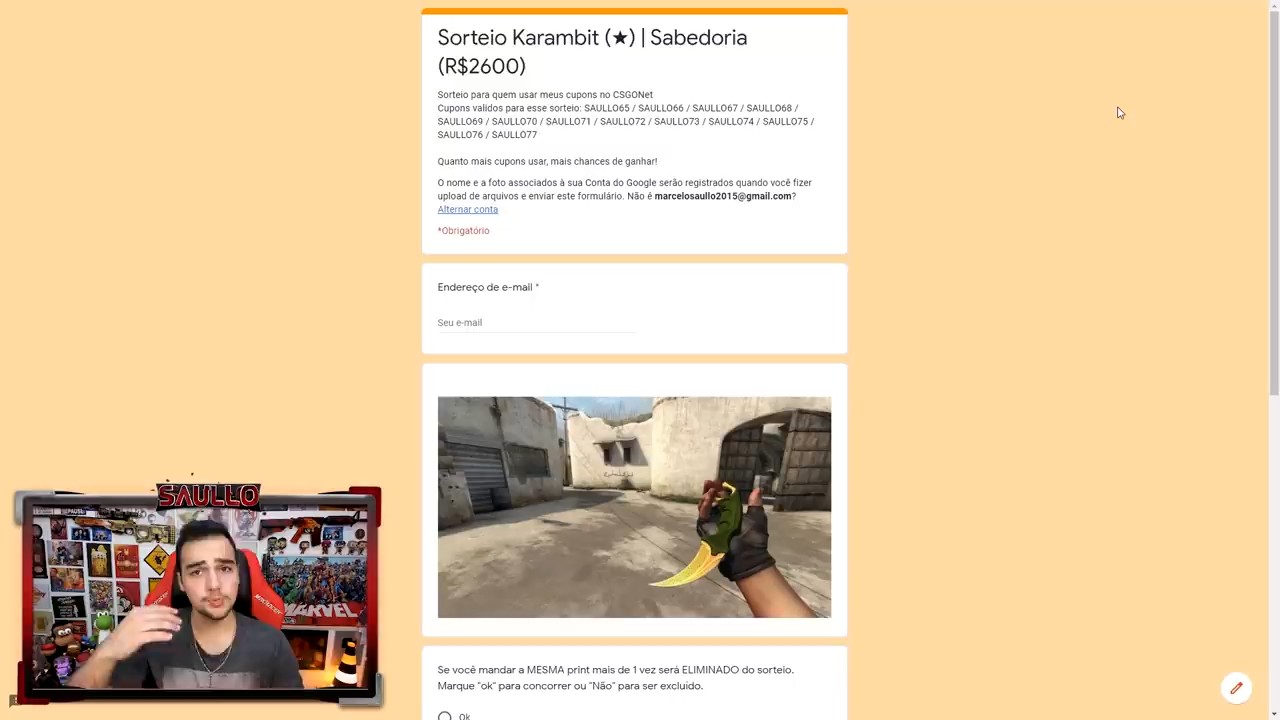 Sorteio Karambit (★) | Sabedoria
(R$2600)
Sorteio para quem usar meus cupons no CSGONet
Cupons validos para esse sorteio: SAULLO65 / SAULLO66 / SAULLO67 / SAULLO68 /
SAULLO69 / SAULLO70 / SAULLO71 / SAULLO72 / SAULLO73 / SAULLO74 / SAULLO75 /
SAULLO76 / SAULLO77
Quanto mais cupons usar, mais chances de ganhar!
O nome e a foto associados à sua Conta do Google serão registrados quando você fizer
upload de arquivos e enviar este formulário. Não é marcelosaullo2015@gmail.com?
Alternar conta
*Obrigatório
Endereço de e-mail *
Seu e-mail
SAULLO
MARVEL
Se você mandar a MESMA print mais de 1 vez será ELIMINADO do sorteio.
Marque "ok" para concorrer ou "Não" para ser excluído.
Ok